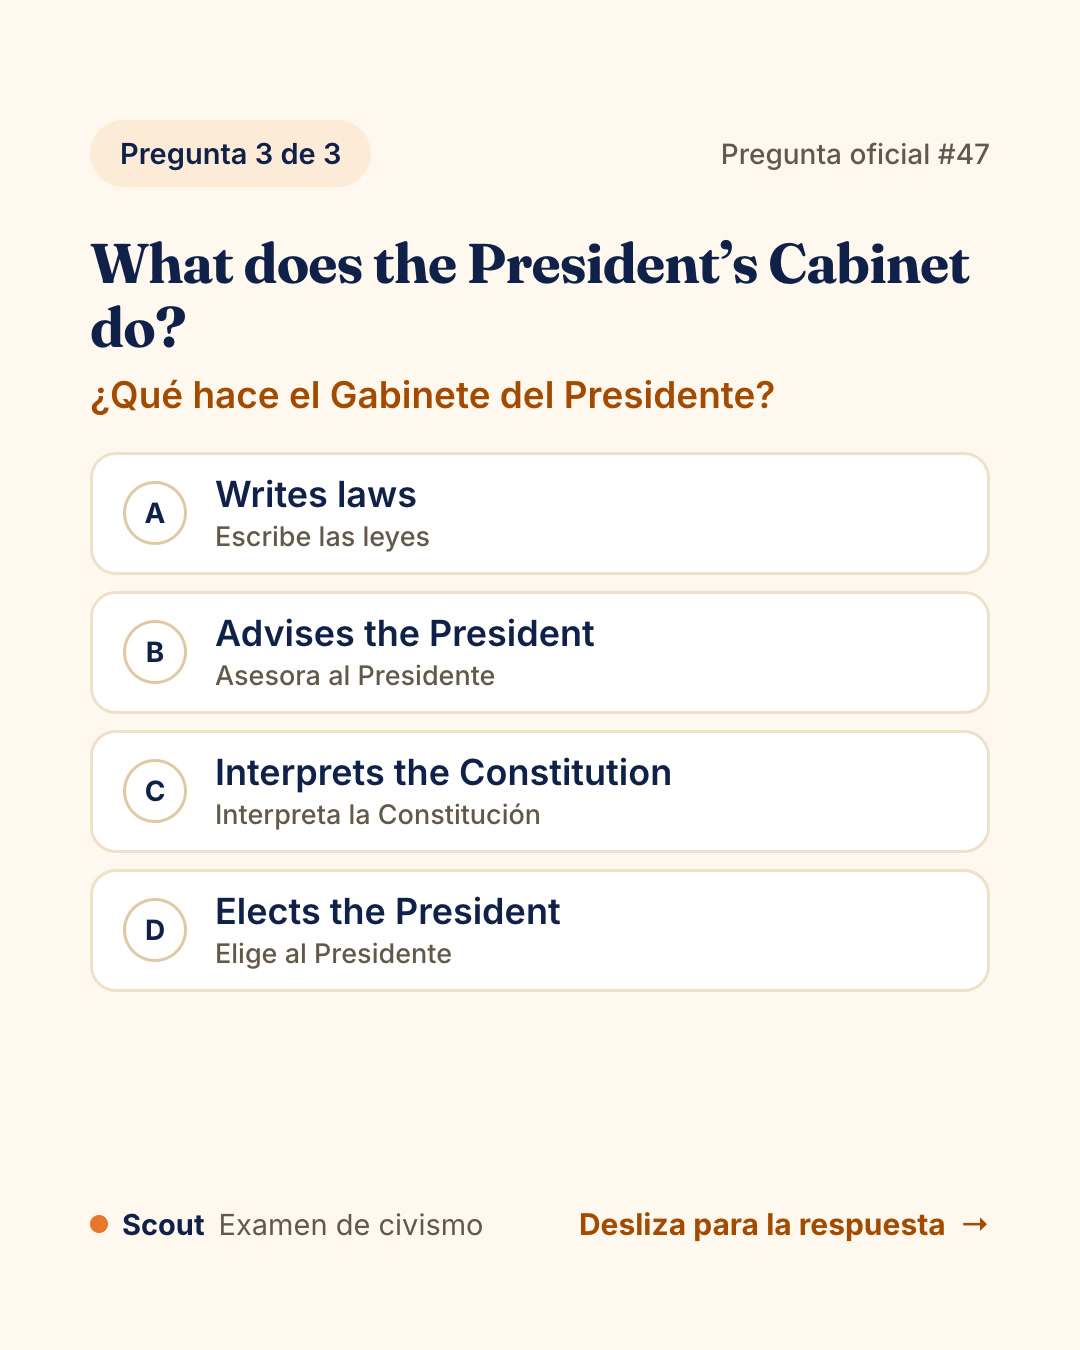 Pregunta 3 de 3
Pregunta oficial #47
What does the President’s Cabinet
do?
¿Qué hace el Gabinete del Presidente?
A
Writes laws
Escribe las leyes
B
Advises the President
Asesora al Presidente
C
Interprets the Constitution
Interpreta la Constitución
D
Elects the President
Elige al Presidente
Scout Examen de civismo
Desliza para la respuesta →